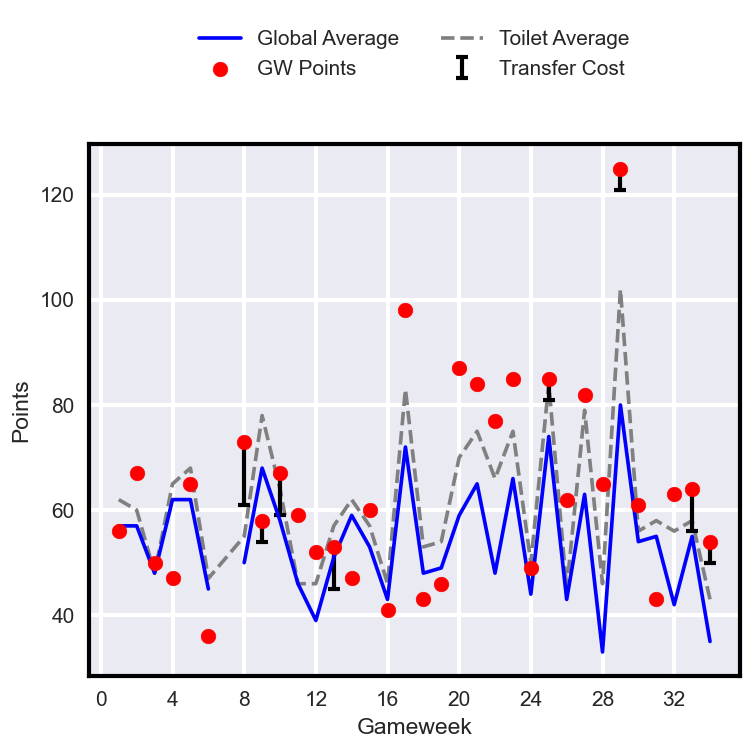 Global Average
Toilet Average
GW Points
Transfer Cost
120
100
80
60
40
Points
0 4 8 12 16 20 24 28 32
Gameweek